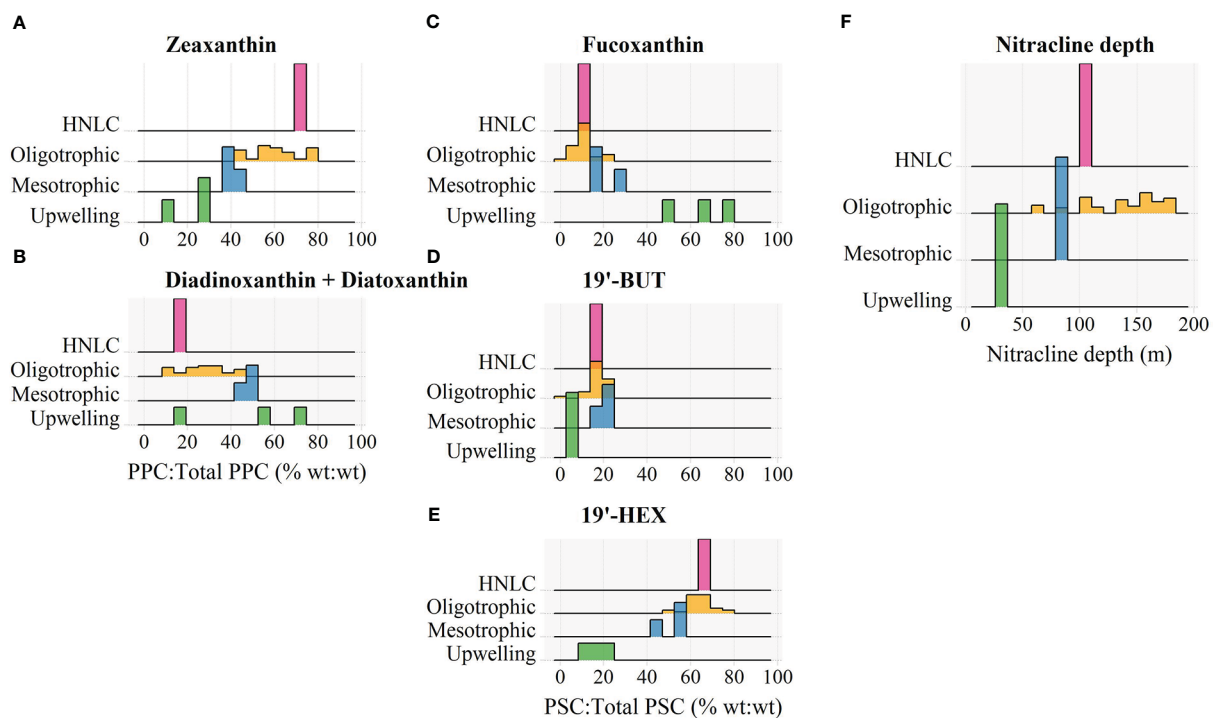 A
Zeaxanthin
HNLC
Oligotrophic
Mesotrophic
Upwelling
0 20 40 60 80 100
B
Diadinoxanthin + Diatoxanthin
HNLC
Oligotrophic
Mesotrophic
Upwelling
0 20 40 60 80 100
PPC:Total PPC (% wt:wt)
C
Fucoxanthin
HNLC
Oligotrophic
Mesotrophic
Upwelling
0 20 40 60 80 100
D
19'-BUT
HNLC
Oligotrophic
Mesotrophic
Upwelling
0 20 40 60 80 100
E
19'-HEX
HNLC
Oligotrophic
Mesotrophic
Upwelling
0 20 40 60 80 100
PSC:Total PSC (% wt:wt)
F
Nitracline depth
HNLC
Oligotrophic
Mesotrophic
Upwelling
0 50 100 150 200
Nitracline depth (m)